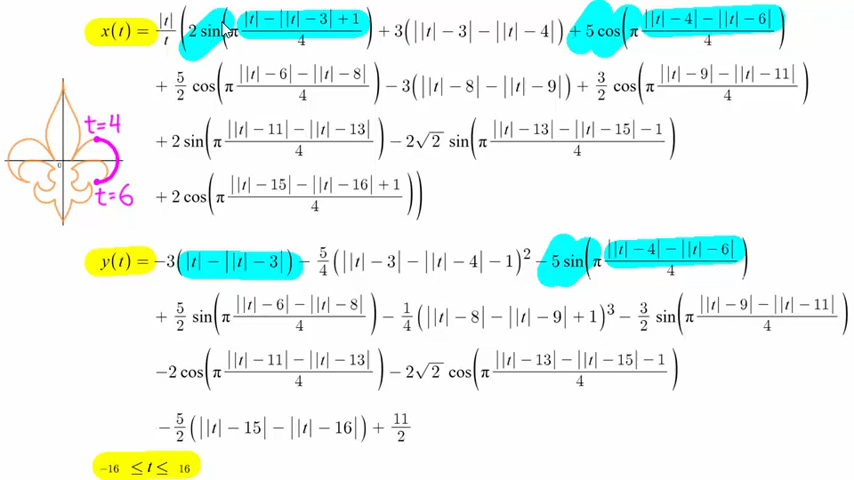 x(t) = |t|/t (2 sin(π (|t| − ||t| − 3| + 1)/4) + 3(||t| − 3| − ||t| − 4|) + 5 cos(π (||t| − 4| − ||t| − 6|)/4)
+ 5/2 cos(π (||t| − 6| − ||t| − 8|)/4) − 3(||t| − 8| − ||t| − 9|) + 3/2 cos(π (||t| − 9| − ||t| − 11|)/4)
t=4
+ 2 sin(π (||t| − 11| − ||t| − 13|)/4) − 2√2 sin(π (||t| − 13| − ||t| − 15| − 1)/4)
0
t=6
+ 2 cos(π (||t| − 15| − ||t| − 16| + 1)/4))
y(t) = −3(|t| − ||t| − 3|) − 5/4 (||t| − 3| − ||t| − 4| − 1)² − 5 sin(π (||t| − 4| − ||t| − 6|)/4)
+ 5/2 sin(π (||t| − 6| − ||t| − 8|)/4) − 1/4 (||t| − 8| − ||t| − 9| + 1)³ − 3/2 sin(π (||t| − 9| − ||t| − 11|)/4)
−2 cos(π (||t| − 11| − ||t| − 13|)/4) − 2√2 cos(π (||t| − 13| − ||t| − 15| − 1)/4)
− 5/2 (||t| − 15| − ||t| − 16|) + 11/2
−16 ≤ t ≤ 16